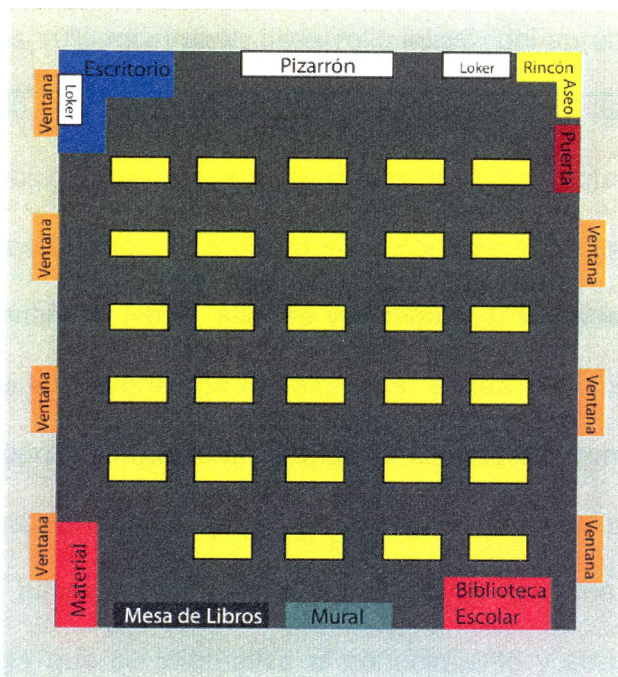 Escritorio
Pizarrón
Loker
Rincón
Aseo
Ventana
Loker
Puerta
Ventana
Ventana
Ventana
Ventana
Ventana
Ventana
Material
Mesa de Libros
Mural
Biblioteca
Escolar